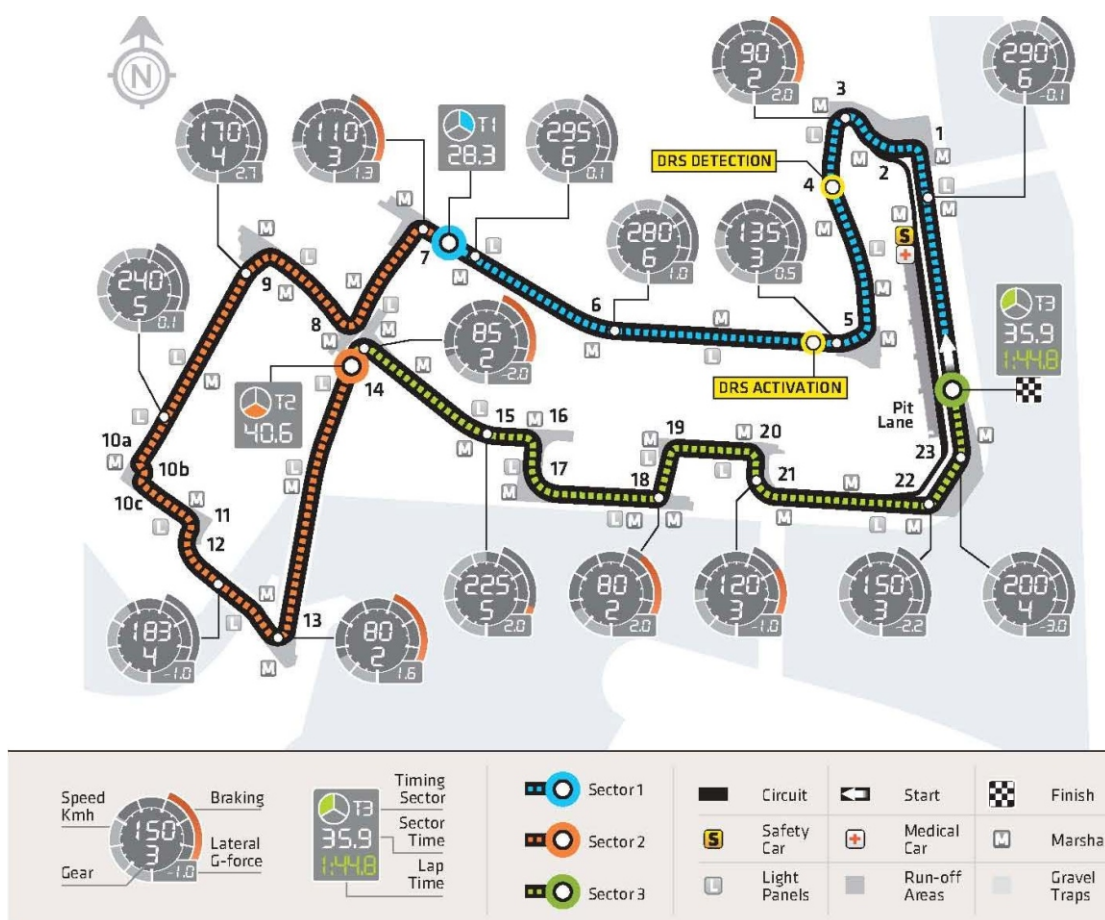 N
170
4
2.7
110
3
1.3
T1
28.3
295
6
0.1
90
2
2.0
290
6
-0.1
3
M
L
1
M
2
M
DRS DETECTION
4
L
M
M
M
S
L
M
240
5
0.1
M
9
L
M
M
7
L
M
280
6
1.0
135
3
0.5
M
L
8
L
M
M
85
2
-2.0
6
M
M
5
M
T3
35.9
1:44.8
L
14
T2
40.6
DRS ACTIVATION
L
M
10a
M
10b
10c
L
15
M
16
M
17
L
19
M
L
M
20
L
18
21
Pit
Lane
23
22
M
M
L
M
L
M
M
M
L
M
11
12
L
M
13
M
L
M
183
4
-1.0
80
2
1.6
225
5
2.0
80
2
2.0
120
3
-1.0
150
3
-2.2
200
4
-3.0
Speed
Kmh
Gear
150
3
-1.0
Braking
Lateral
G-force
T3
35.9
1:44.8
Timing
Sector
Sector
Time
Lap
Time
Sector 1
Sector 2
Sector 3
Circuit
Start
Finish
S
Safety
Car
Medical
Car
M
Marsha
L
Light
Panels
Run-off
Areas
Gravel
Traps